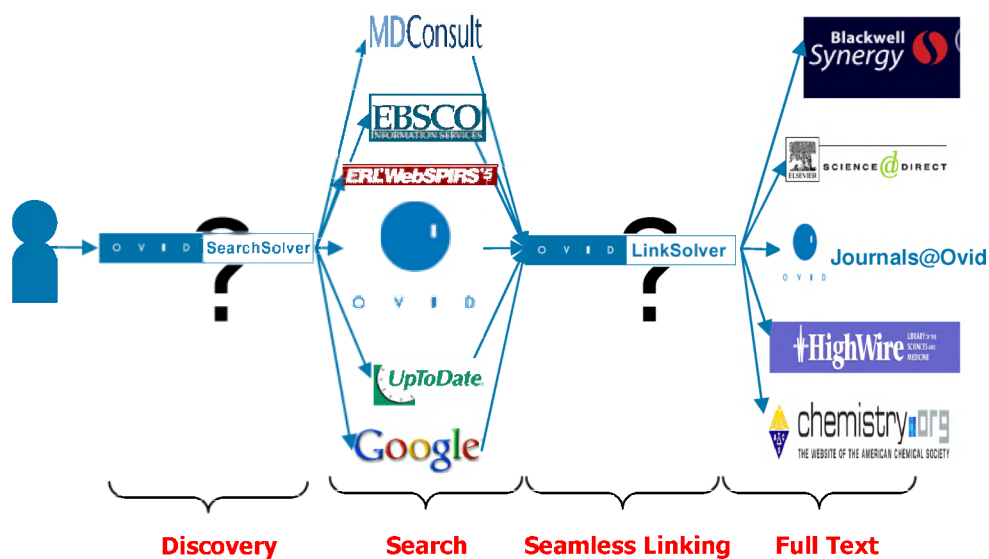 MDConsult
EBSCO
INFORMATION SERVICES
ERL WebSPIRS 5
?
O V I D SearchSolver
O V I D
UpToDate
Google
?
O V I D LinkSolver
Blackwell
Synergy
ELSEVIER
SCIENCE @ DIRECT
O V I D
Journals@Ovid
HighWire
LIBRARY OF THE
SCIENCES AND
MEDICINE
ACS
chemistry.org
THE WEBSITE OF THE AMERICAN CHEMICAL SOCIETY
Discovery
Search
Seamless Linking
Full Text